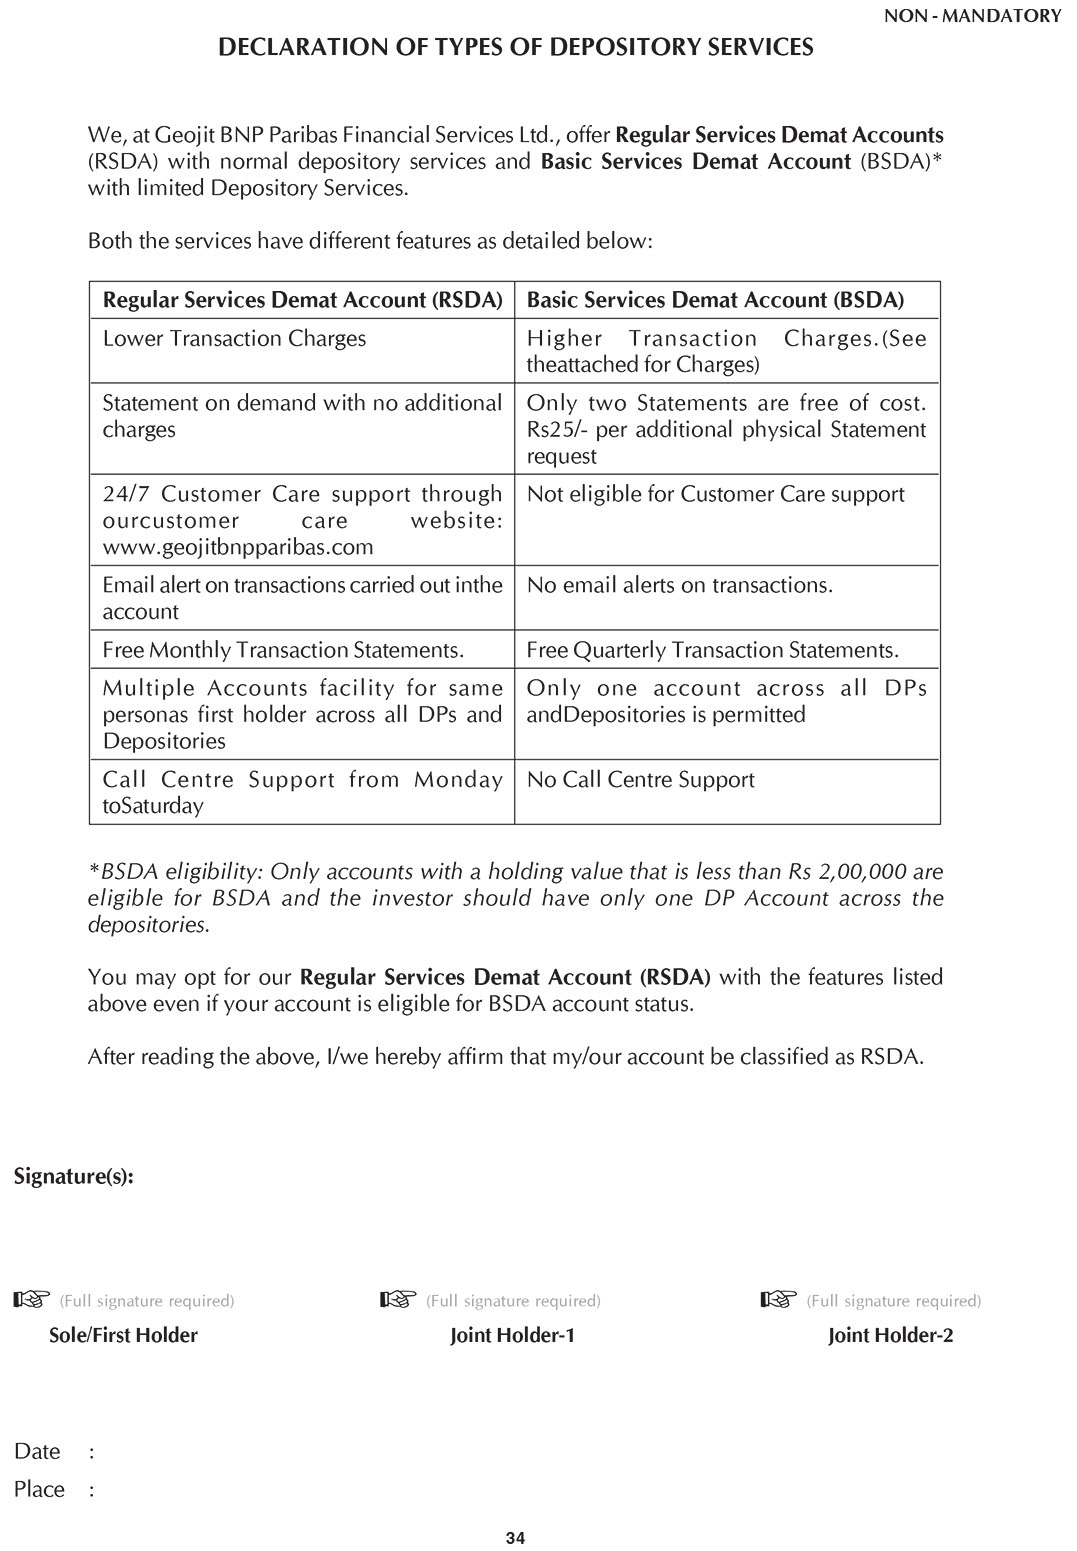 NON - MANDATORY
DECLARATION OF TYPES OF DEPOSITORY SERVICES
We, at Geojit BNP Paribas Financial Services Ltd., offer Regular Services Demat Accounts
(RSDA) with normal depository services and Basic Services Demat Account (BSDA)*
with limited Depository Services.
Both the services have different features as detailed below:
Regular Services Demat Account (RSDA)
Basic Services Demat Account (BSDA)
Lower Transaction Charges
Higher Transaction Charges.(See
theattached for Charges)
Statement on demand with no additional
charges
Only two Statements are free of cost.
Rs25/- per additional physical Statement
request
24/7 Customer Care support through
ourcustomer care website:
www.geojitbnpparibas.com
Not eligible for Customer Care support
Email alert on transactions carried out inthe
account
No email alerts on transactions.
Free Monthly Transaction Statements.
Free Quarterly Transaction Statements.
Multiple Accounts facility for same
personas first holder across all DPs and
Depositories
Only one account across all DPs
andDepositories is permitted
Call Centre Support from Monday
toSaturday
No Call Centre Support
*BSDA eligibility: Only accounts with a holding value that is less than Rs 2,00,000 are
eligible for BSDA and the investor should have only one DP Account across the
depositories.
You may opt for our Regular Services Demat Account (RSDA) with the features listed
above even if your account is eligible for BSDA account status.
After reading the above, I/we hereby affirm that my/our account be classified as RSDA.
Signature(s):
(Full signature required)
(Full signature required)
(Full signature required)
Sole/First Holder
Joint Holder-1
Joint Holder-2
Date :
Place :
34